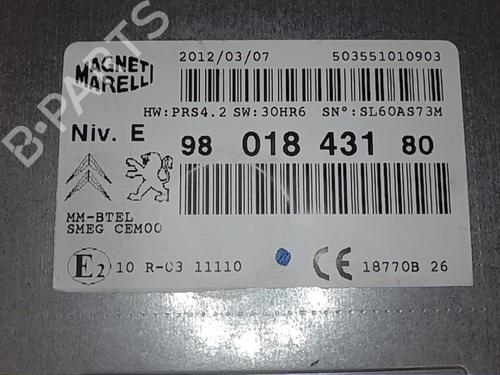 MAGNETI MARELLI
2012/03/07 503551010903
HW:PRS4.2 SW:30HR6 SN°:SL60AS73M
Niv. E
98 018 431 80
MM-BTEL
SMEG CEM00
E2 10 R-03 11110 CE 18770B 26
B-PARTS